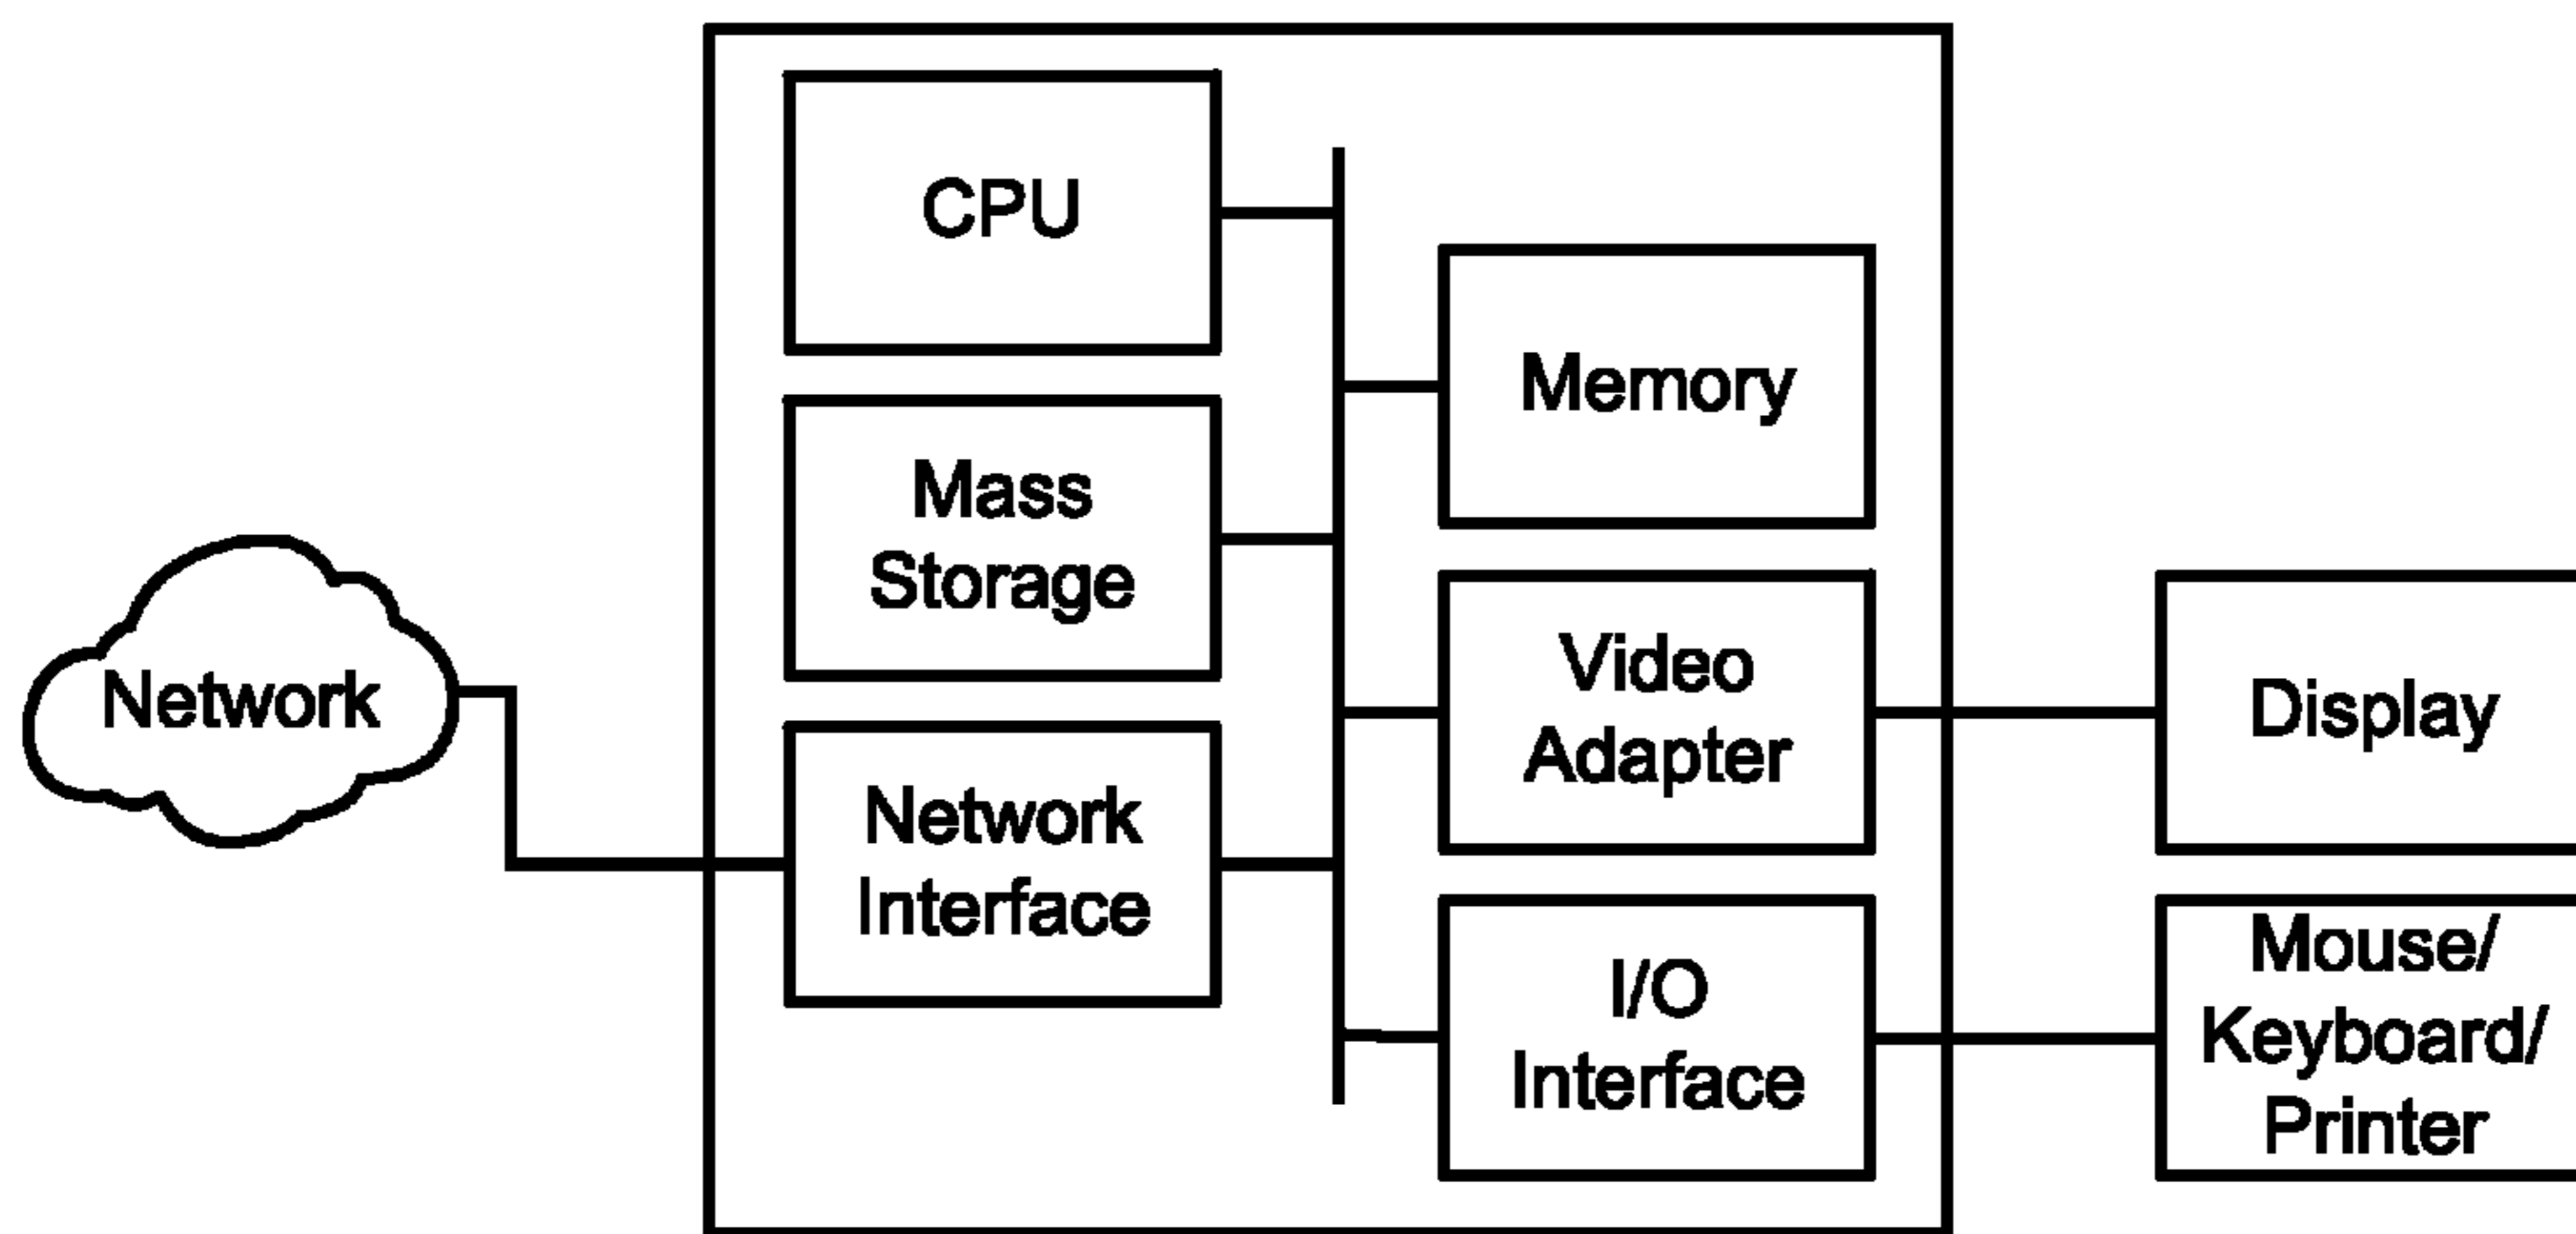 CPU
Memory
Mass
Storage
Network
Video
Adapter
Display
Network
Interface
I/O
Interface
Mouse/
Keyboard/
Printer